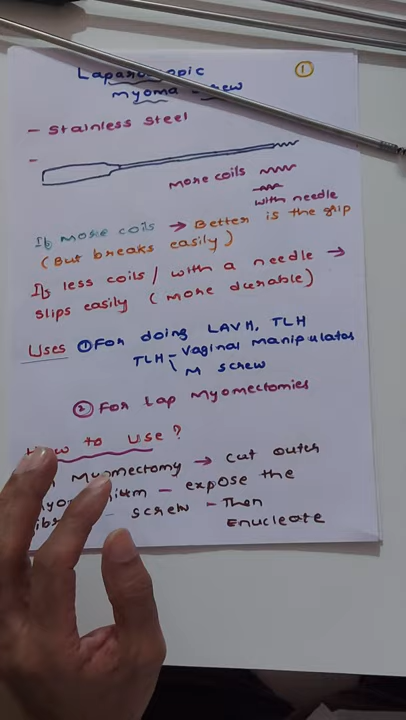 Laparoscopic ①
Myoma Screw
- Stainless Steel
-
More coils
with needle
If more coils → Better is the grip
(But breaks easily)
If less coils / with a needle →
slips easily (more durable)
Uses ① For doing LAVH, TLH
TLH - Vaginal Manipulator
M screw
② For Lap Myomectomies
How to Use?
Myomectomy → cut outer
- expose the
screw - Then
Enucleate